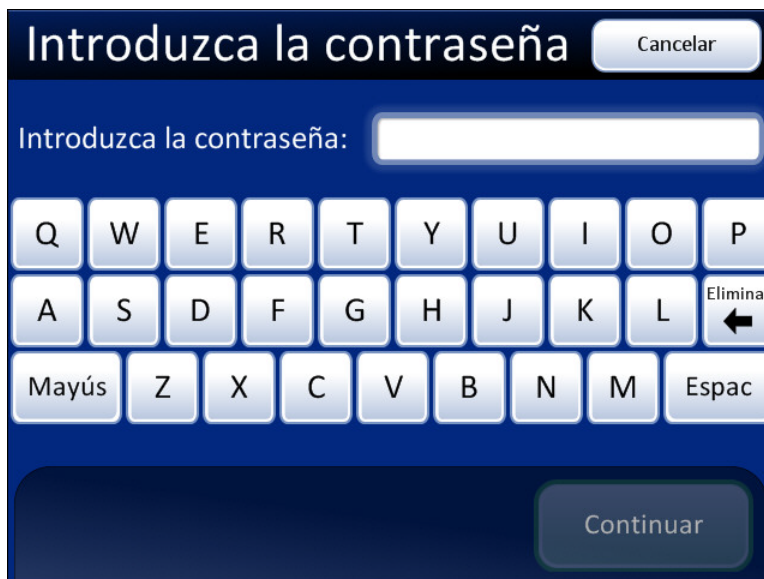 Introduzca la contraseña
Cancelar
Introduzca la contraseña:
Q W E R T Y U I O P
A S D F G H J K L Elimina
Mayús Z X C V B N M Espac
Continuar